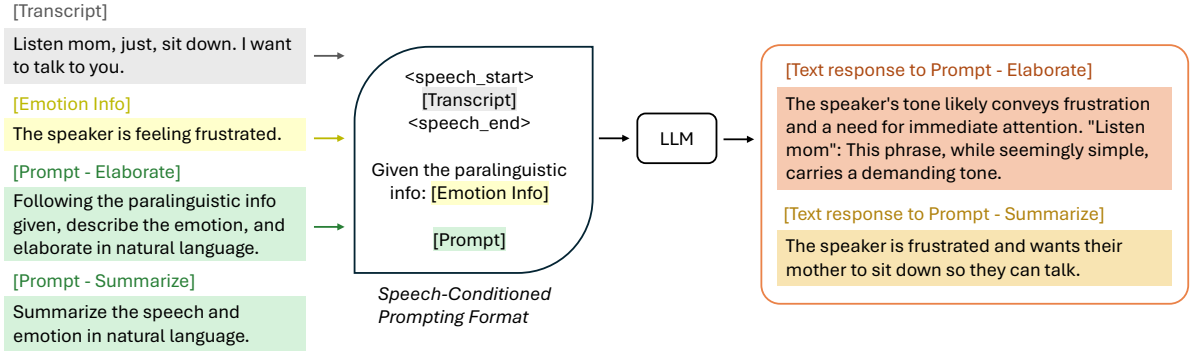 [Transcript]
Listen mom, just, sit down. I want
to talk to you.
[Emotion Info]
The speaker is feeling frustrated.
[Prompt - Elaborate]
Following the paralinguistic info
given, describe the emotion, and
elaborate in natural language.
[Prompt - Summarize]
Summarize the speech and
emotion in natural language.
<speech_start>
[Transcript]
<speech_end>
Given the paralinguistic
info: [Emotion Info]
[Prompt]
Speech-Conditioned
Prompting Format
LLM
[Text response to Prompt - Elaborate]
The speaker's tone likely conveys frustration
and a need for immediate attention. "Listen
mom": This phrase, while seemingly simple,
carries a demanding tone.
[Text response to Prompt - Summarize]
The speaker is frustrated and wants their
mother to sit down so they can talk.